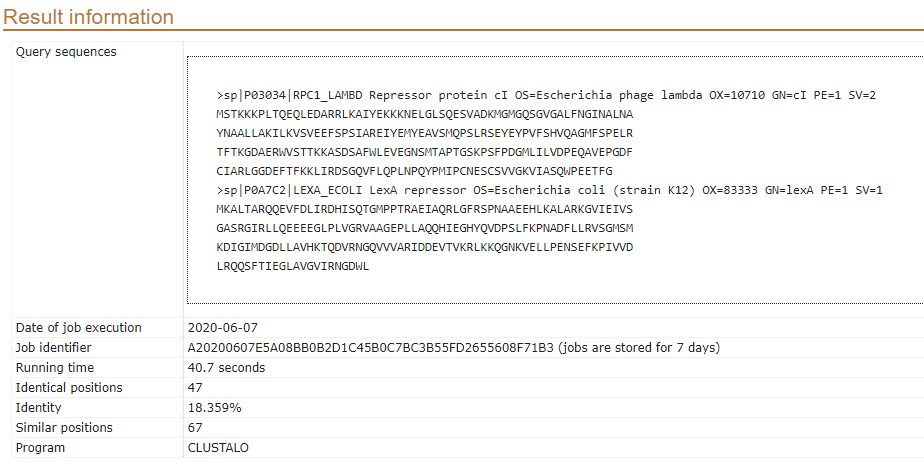 Result information
Query sequences
>sp|P03034|RPC1_LAMBD Repressor protein cI OS=Escherichia phage lambda OX=10710 GN=cI PE=1 SV=2
MSTKKKPLTQEQLEDARRLKAIYEKKKNELGLSQESVADKMGMGQSGVGALFNGINALNA
YNAALLAKILKVSVEEFSPSIAREIYEMYEAVSMQPSLRSEYEYPVFSHVQAGMFSPELR
TFTKGDAERWVSTTKKASDSAFWLEVEGNSMTAPTGSKPSFPDGMLILVDPEQAVEPGDF
CIARLGGDEFTFKKLIRDSGQVFLQPLNPQYPMIPCNESCSVVGKVIASQWPEETFG
>sp|P0A7C2|LEXA_ECOLI LexA repressor OS=Escherichia coli (strain K12) OX=83333 GN=lexA PE=1 SV=1
MKALTARQQEVFDLIRDHISQTGMPPTRAEIAQRLGFRSPNAAEEHLKALARKGVIEIVS
GASRGIRLLQEEEEGLPLVGRVAAGEPLLAQQHIEGHYQVDPSLFKPNADFLLRVSGMSM
KDIGIMDGDLLAVHKTQDVRNGQVVVARIDDEVTVKRLKKQGNKVELLPENSEFKPIVVD
LRQQSFTIEGLAVGVIRNGDWL
Date of job execution 2020-06-07
Job identifier A20200607E5A08BB0B2D1C45B0C7BC3B55FD2655608F71B3 (jobs are stored for 7 days)
Running time 40.7 seconds
Identical positions 47
Identity 18.359%
Similar positions 67
Program CLUSTALO